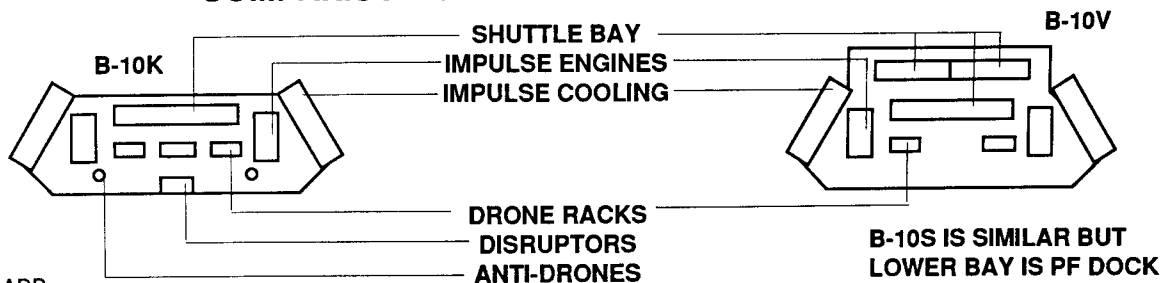 B-10V
SHUTTLE BAY
B-10K
IMPULSE ENGINES
IMPULSE COOLING
DRONE RACKS
DISRUPTORS
ANTI-DRONES
B-10S IS SIMILAR BUT
LOWER BAY IS PF DOCK